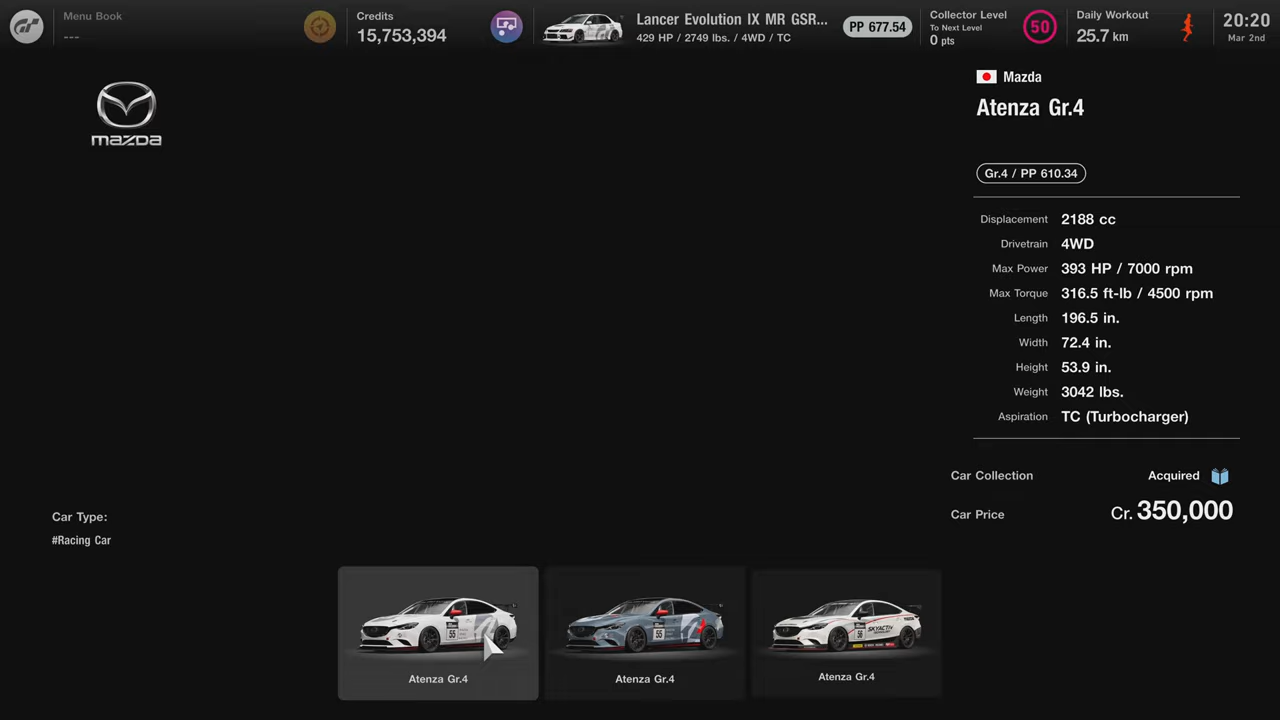 Menu Book
---
Credits
15,753,394
Lancer Evolution IX MR GSR...
429 HP / 2749 lbs. / 4WD / TC
PP 677.54
Collector Level
To Next Level
0 pts
50
Daily Workout
25.7 km
20:20
Mar 2nd
mazda
Mazda
Atenza Gr.4
Gr.4 / PP 610.34
Displacement 2188 cc
Drivetrain 4WD
Max Power 393 HP / 7000 rpm
Max Torque 316.5 ft-lb / 4500 rpm
Length 196.5 in.
Width 72.4 in.
Height 53.9 in.
Weight 3042 lbs.
Aspiration TC (Turbocharger)
Car Collection Acquired
Car Price Cr. 350,000
Car Type:
#Racing Car
55
55
56
SKYACTIV
Atenza Gr.4
Atenza Gr.4
Atenza Gr.4